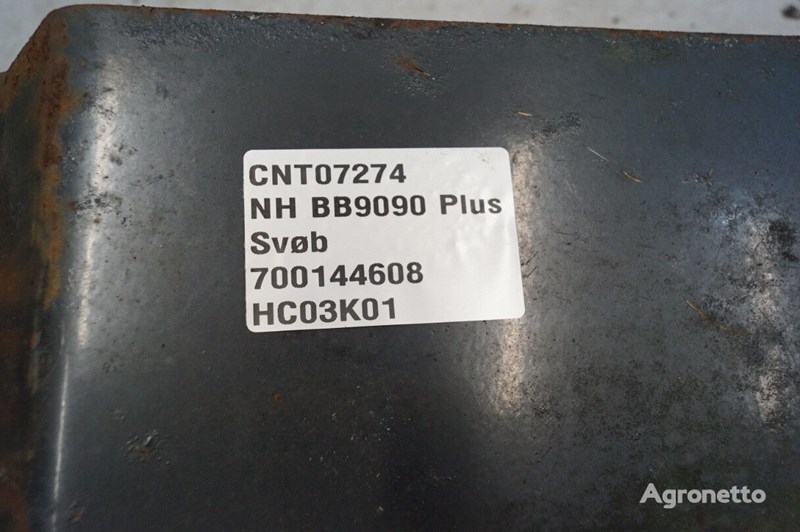 CNT07274
NH BB9090 Plus
Svøb
700144608
HC03K01
Agronetto